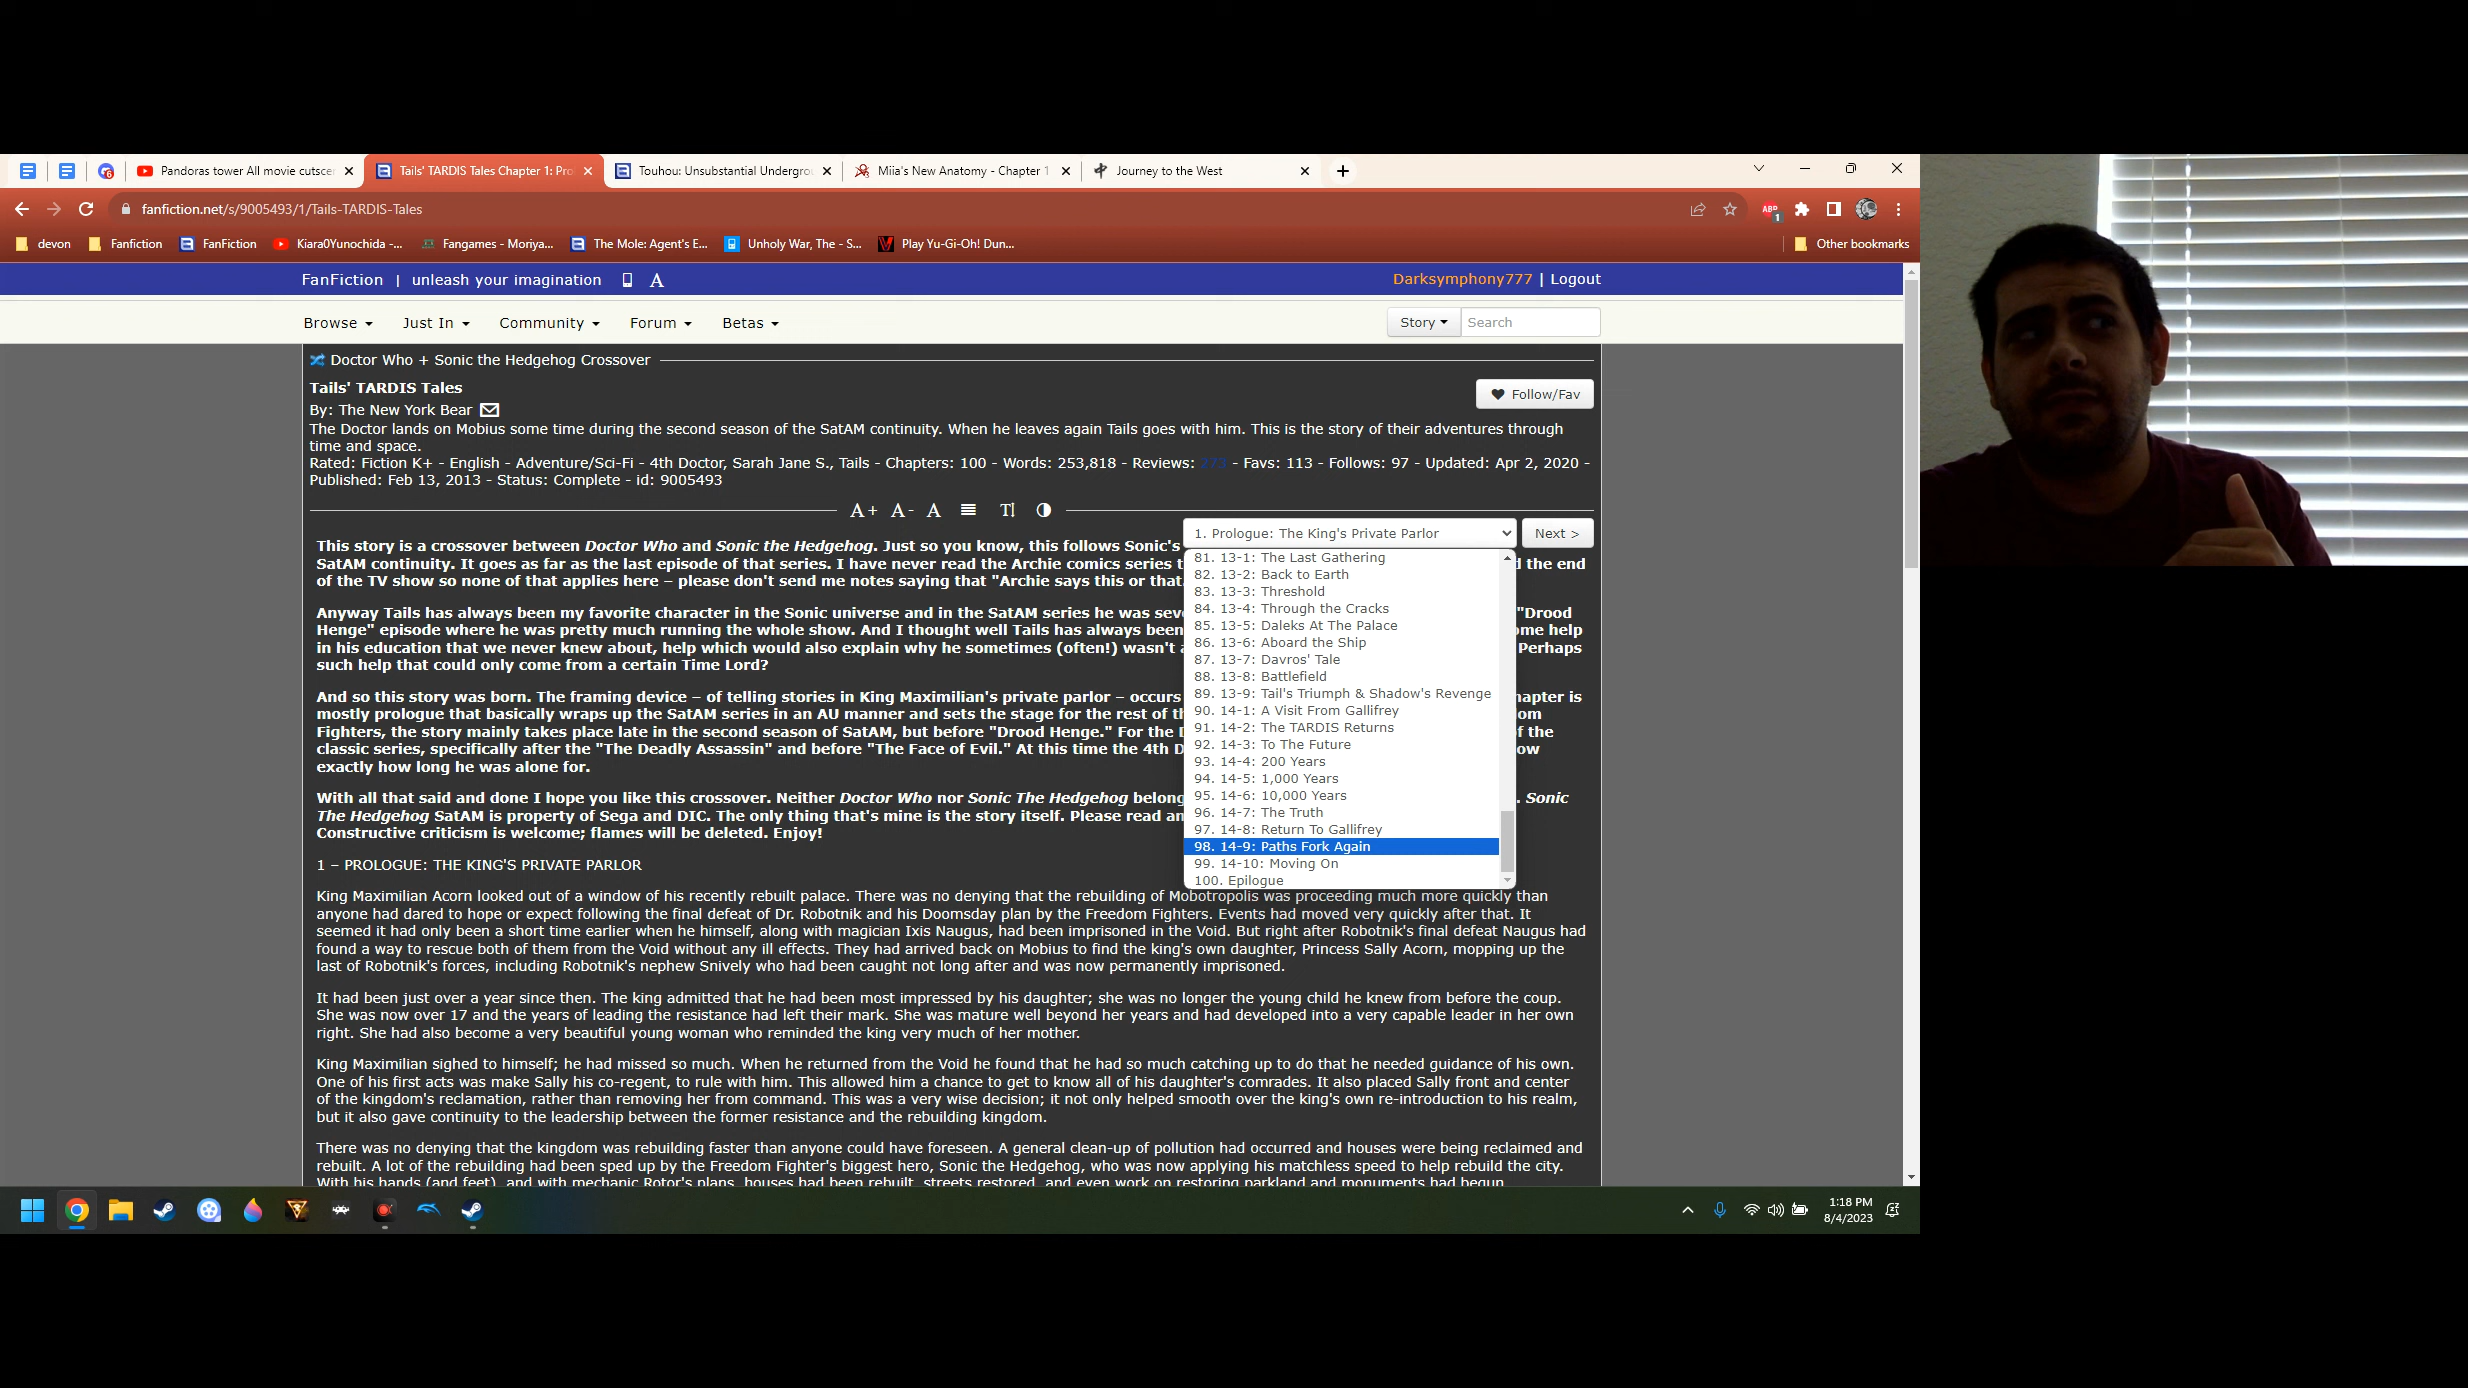 Pandoras tower All movie cutsce
Tails' TARDIS Tales Chapter 1: Pro
Touhou: Unsubstantial Undergro
Miia's New Anatomy - Chapter 1
Journey to the West
fanfiction.net/s/9005493/1/Tails-TARDIS-Tales
ABP
1
devon
Fanfiction
FanFiction
Kiara0Yunochida -...
Fangames - Moriya...
The Mole: Agent's E...
Unholy War, The - S...
Play Yu-Gi-Oh! Dun...
Other bookmarks
FanFiction | unleash your imagination A
Darksymphony777 | Logout
Browse Just In Community Forum Betas
Story Search
Doctor Who + Sonic the Hedgehog Crossover
Tails' TARDIS Tales
Follow/Fav
By: The New York Bear
The Doctor lands on Mobius some time during the second season of the SatAM continuity. When he leaves again Tails goes with him. This is the story of their adventures through
time and space.
Rated: Fiction K+ - English - Adventure/Sci-Fi - 4th Doctor, Sarah Jane S., Tails - Chapters: 100 - Words: 253,818 - Reviews: 273 - Favs: 113 - Follows: 97 - Updated: Apr 2, 2020 -
Published: Feb 13, 2013 - Status: Complete - id: 9005493
A+ A- A
1. Prologue: The King's Private Parlor
Next >
81. 13-1: The Last Gathering
82. 13-2: Back to Earth
83. 13-3: Threshold
84. 13-4: Through the Cracks
85. 13-5: Daleks At The Palace
86. 13-6: Aboard the Ship
87. 13-7: Davros' Tale
88. 13-8: Battlefield
89. 13-9: Tail's Triumph & Shadow's Revenge
90. 14-1: A Visit From Gallifrey
91. 14-2: The TARDIS Returns
92. 14-3: To The Future
93. 14-4: 200 Years
94. 14-5: 1,000 Years
95. 14-6: 10,000 Years
96. 14-7: The Truth
97. 14-8: Return To Gallifrey
98. 14-9: Paths Fork Again
99. 14-10: Moving On
100. Epilogue
This story is a crossover between Doctor Who and Sonic the Hedgehog. Just so you know, this follows Sonic's
SatAM continuity. It goes as far as the last episode of that series. I have never read the Archie comics series t d the end
of the TV show so none of that applies here – please don't send me notes saying that "Archie says this or that.
Anyway Tails has always been my favorite character in the Sonic universe and in the SatAM series he was seve "Drood
Henge" episode where he was pretty much running the whole show. And I thought well Tails has always been ome help
in his education that we never knew about, help which would also explain why he sometimes (often!) wasn't a Perhaps
such help that could only come from a certain Time Lord?
And so this story was born. The framing device – of telling stories in King Maximilian's private parlor – occurs hapter is
mostly prologue that basically wraps up the SatAM series in an AU manner and sets the stage for the rest of th dom
Fighters, the story mainly takes place late in the second season of SatAM, but before "Drood Henge." For the D of the
classic series, specifically after the "The Deadly Assassin" and before "The Face of Evil." At this time the 4th D ow
exactly how long he was alone for.
With all that said and done I hope you like this crossover. Neither Doctor Who nor Sonic The Hedgehog belong . Sonic
The Hedgehog SatAM is property of Sega and DIC. The only thing that's mine is the story itself. Please read an
Constructive criticism is welcome; flames will be deleted. Enjoy!
1 – PROLOGUE: THE KING'S PRIVATE PARLOR
King Maximilian Acorn looked out of a window of his recently rebuilt palace. There was no denying that the rebuilding of Mobotropolis was proceeding much more quickly than
anyone had dared to hope or expect following the final defeat of Dr. Robotnik and his Doomsday plan by the Freedom Fighters. Events had moved very quickly after that. It
seemed it had only been a short time earlier when he himself, along with magician Ixis Naugus, had been imprisoned in the Void. But right after Robotnik's final defeat Naugus had
found a way to rescue both of them from the Void without any ill effects. They had arrived back on Mobius to find the king's own daughter, Princess Sally Acorn, mopping up the
last of Robotnik's forces, including Robotnik's nephew Snively who had been caught not long after and was now permanently imprisoned.
It had been just over a year since then. The king admitted that he had been most impressed by his daughter; she was no longer the young child he knew from before the coup.
She was now over 17 and the years of leading the resistance had left their mark. She was mature well beyond her years and had developed into a very capable leader in her own
right. She had also become a very beautiful young woman who reminded the king very much of her mother.
King Maximilian sighed to himself; he had missed so much. When he returned from the Void he found that he had so much catching up to do that he needed guidance of his own.
One of his first acts was make Sally his co-regent, to rule with him. This allowed him a chance to get to know all of his daughter's comrades. It also placed Sally front and center
of the kingdom's reclamation, rather than removing her from command. This was a very wise decision; it not only helped smooth over the king's own re-introduction to his realm,
but it also gave continuity to the leadership between the former resistance and the rebuilding kingdom.
There was no denying that the kingdom was rebuilding faster than anyone could have foreseen. A general clean-up of pollution had occurred and houses were being reclaimed and
rebuilt. A lot of the rebuilding had been sped up by the Freedom Fighter's biggest hero, Sonic the Hedgehog, who was now applying his matchless speed to help rebuild the city.
With his hands (and feet), and with mechanic Rotor's plans, houses had been rebuilt, streets restored, and even work on restoring parkland and monuments had begun.
1:18 PM
8/4/2023